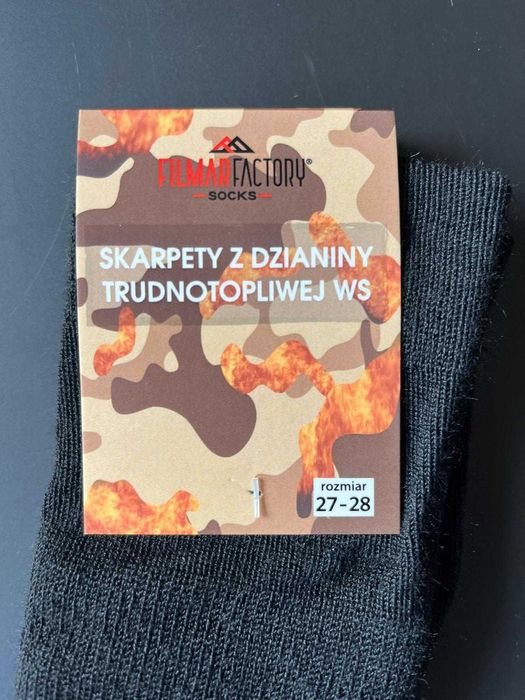 FILMAR FACTORY®
SOCKS
SKARPETY Z DZIANINY
TRUDNOTOPLIWEJ WS
rozmiar
27-28